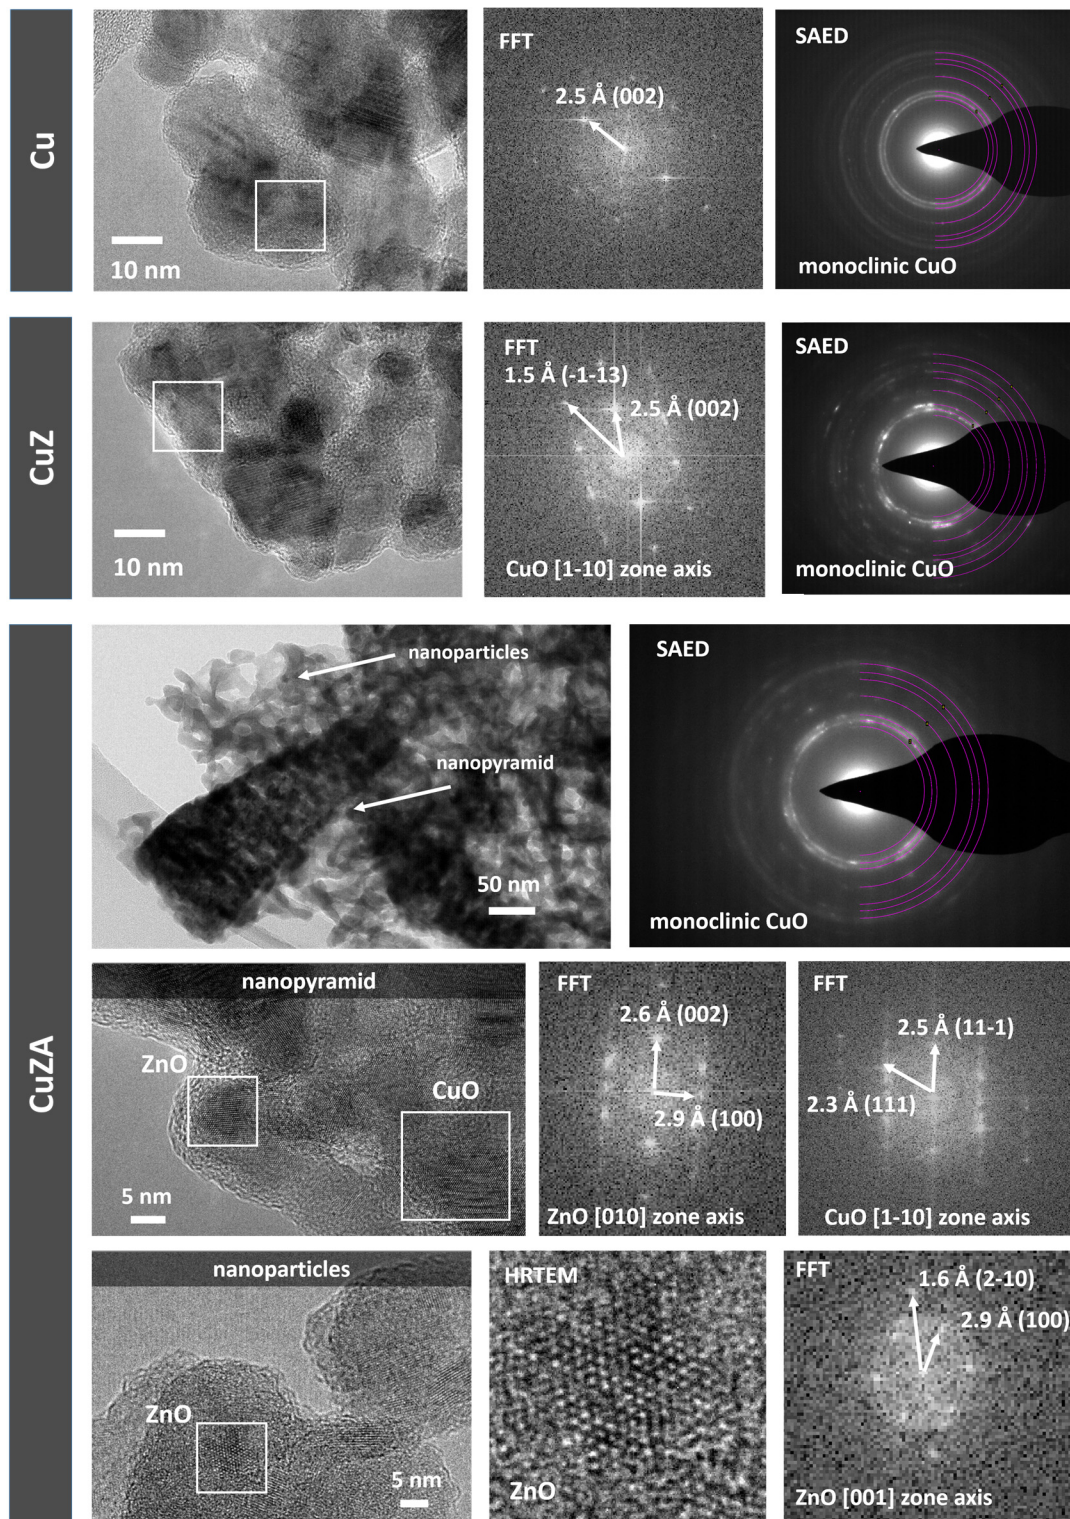 Cu
10 nm
FFT
2.5 Å (002)
SAED
monoclinic CuO
CuZ
10 nm
FFT
1.5 Å (-1-13)
2.5 Å (002)
CuO [1-10] zone axis
SAED
monoclinic CuO
CuZA
nanoparticles
nanopyramid
50 nm
SAED
monoclinic CuO
nanopyramid
ZnO
CuO
5 nm
FFT
2.6 Å (002)
2.9 Å (100)
ZnO [010] zone axis
FFT
2.5 Å (11-1)
2.3 Å (111)
CuO [1-10] zone axis
nanoparticles
ZnO
5 nm
HRTEM
ZnO
FFT
1.6 Å (2-10)
2.9 Å (100)
ZnO [001] zone axis